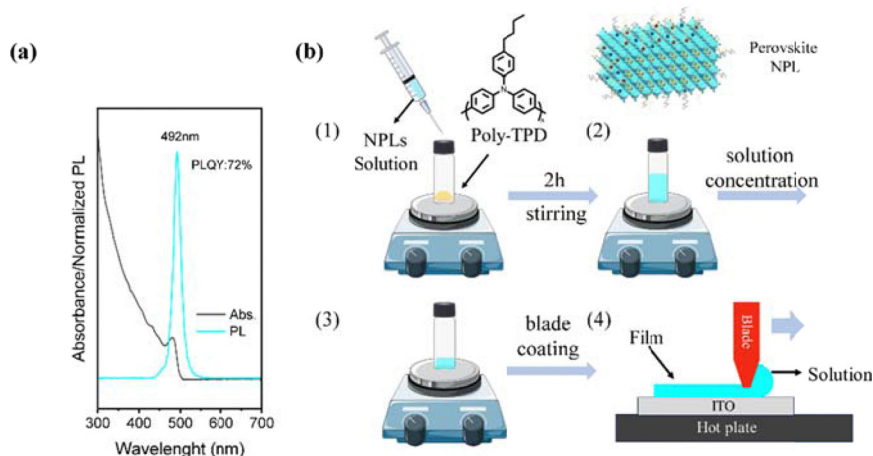 (a)
Absorbance/Normalized PL
492nm
PLQY:72%
Abs.
PL
300 400 500 600 700
Wavelenght (nm)
(b)
(1)
NPLs
Solution
N
n
Poly-TPD
2h
stirring
Perovskite
NPL
(2)
solution
concentration
(3)
blade
coating
(4)
Blade
Film
Solution
ITO
Hot plate